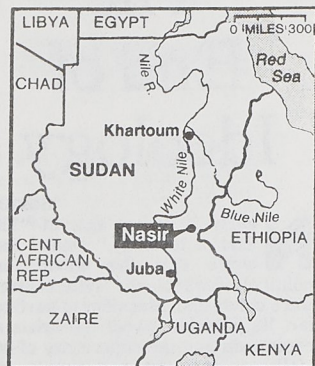 LIBYA
EGYPT
0 MILES 300
Nile R.
Red
Sea
CHAD
Khartoum
SUDAN
White Nile
Blue Nile
Nasir
ETHIOPIA
CENT
AFRICAN
REP.
Juba
ZAIRE
UGANDA
KENYA